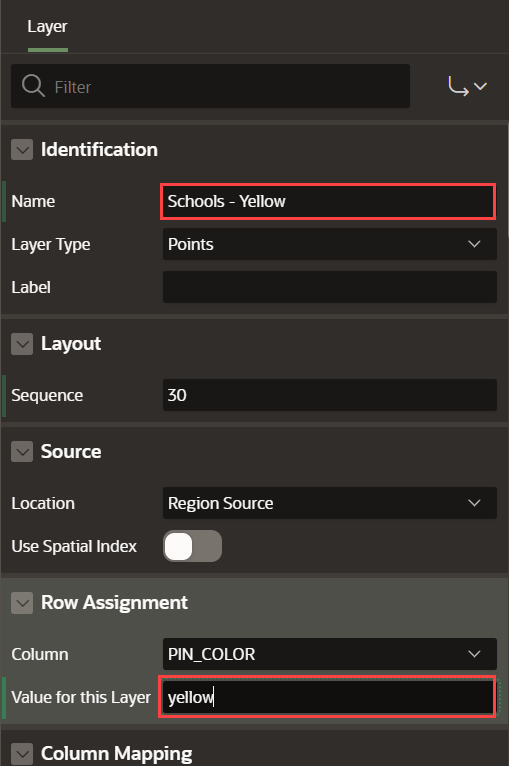 Layer
Filter
Identification
Name Schools - Yellow
Layer Type Points
Label
Layout
Sequence 30
Source
Location Region Source
Use Spatial Index
Row Assignment
Column PIN_COLOR
Value for this Layer yellow
Column Mapping